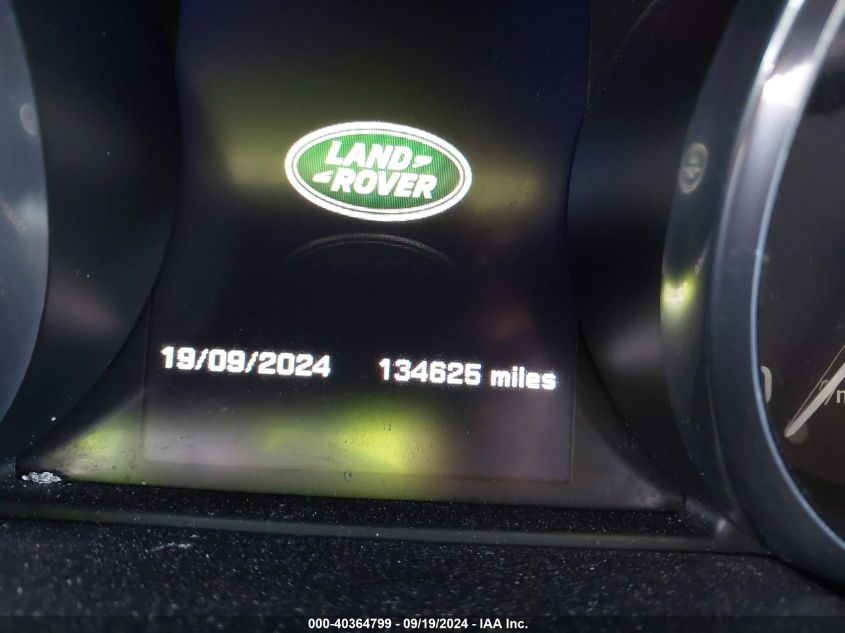 LAND
ROVER
19/09/2024 134625 miles
000-40364799 - 09/19/2024 - IAA Inc.